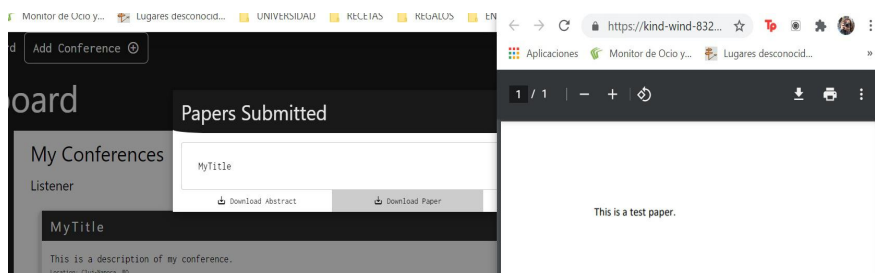 Monitor de Ocio y... Lugares desconocid... UNIVERSIDAD RECETAS REGALOS EN
Add Conference
oard
Papers Submitted
My Conferences
MyTitle
Listener
Download Abstract Download Paper
MyTitle
This is a description of my conference.
https://kind-wind-832... Tp
Aplicaciones Monitor de Ocio y... Lugares desconocid... »
1 / 1
This is a test paper.